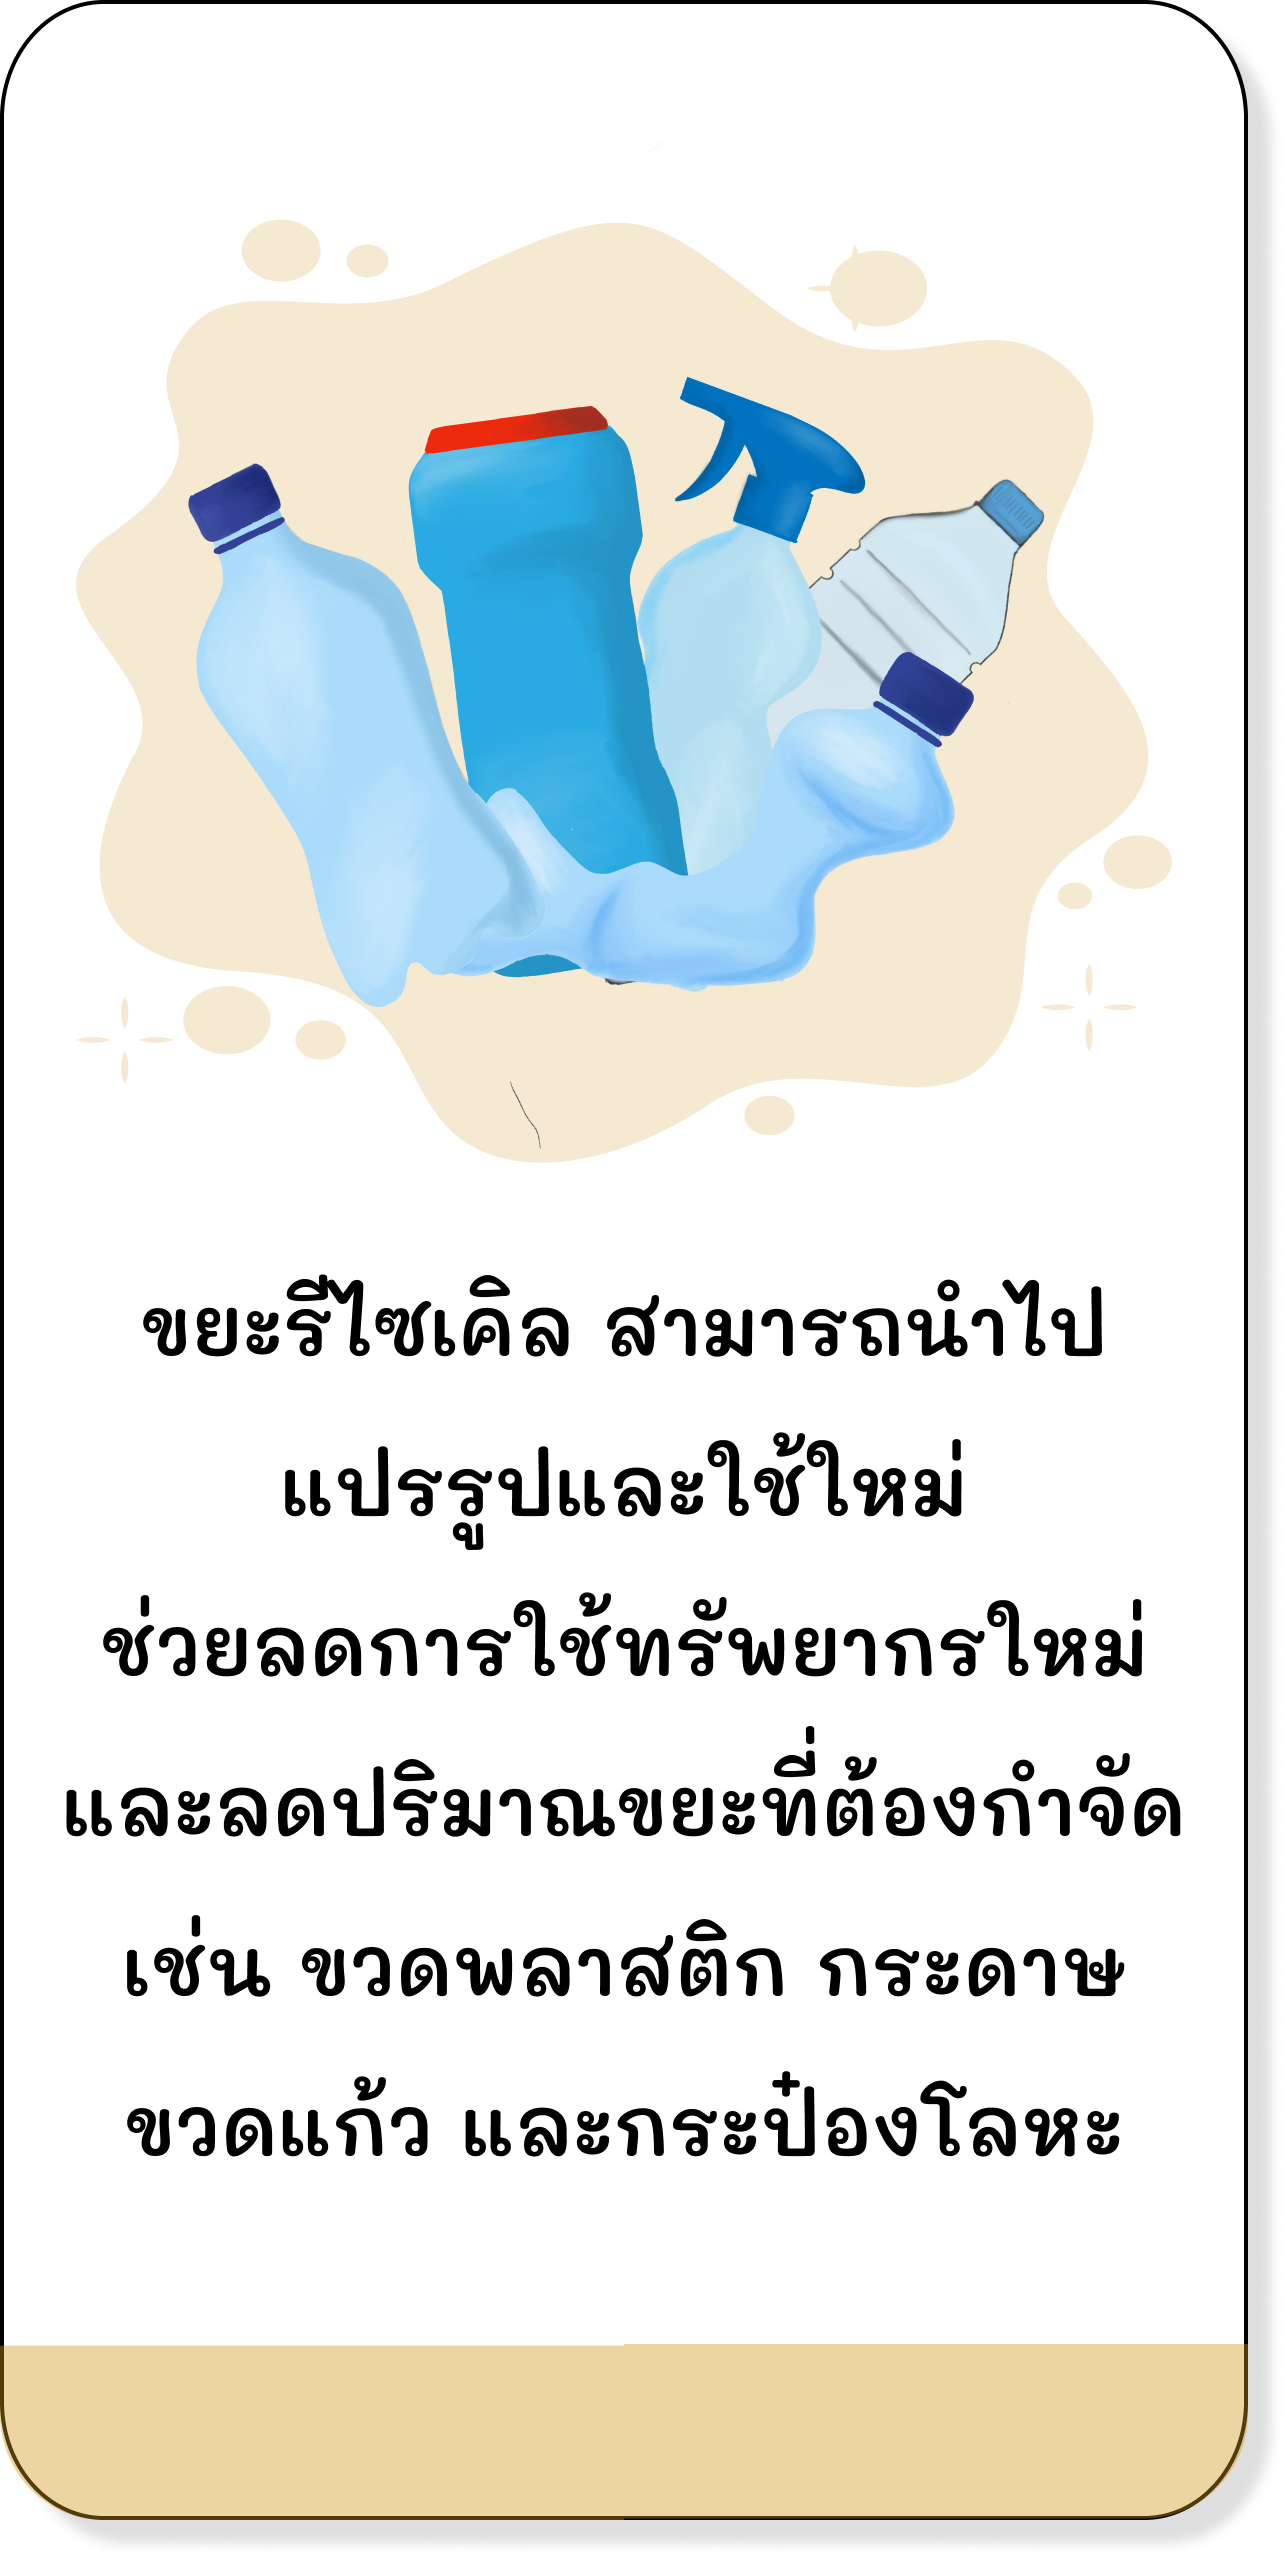 ขยะรีไซเคิล สามารถนำไป
แปรรูปและใช้ใหม่
ช่วยลดการใช้ทรัพยากรใหม่
และลดปริมาณขยะที่ต้องกำจัด
เช่น ขวดพลาสติก กระดาษ
ขวดแก้ว และกระป๋องโลหะ